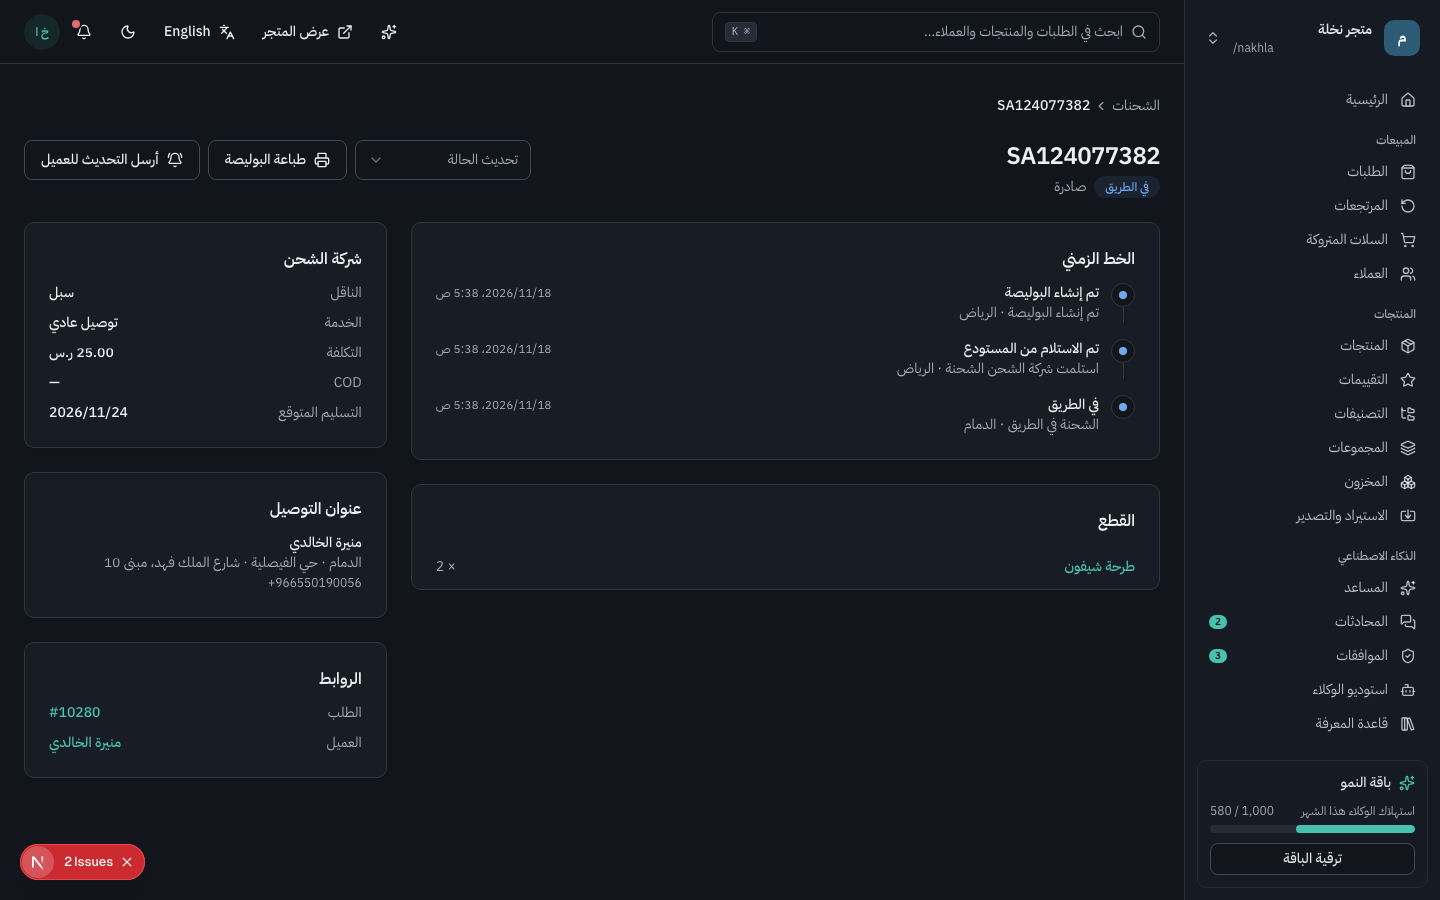 متجر نخلة
/nakhla
م
الرئيسية
المبيعات
الطلبات
المرتجعات
السلات المتروكة
العملاء
المنتجات
المنتجات
التقييمات
التصنيفات
المجموعات
المخزون
الاستيراد والتصدير
الذكاء الاصطناعي
المساعد
المحادثات 2
الموافقات 3
استوديو الوكلاء
قاعدة المعرفة
باقة النمو
استهلاك الوكلاء هذا الشهر 580 / 1,000
ترقية الباقة
ابحث في الطلبات والمنتجات والعملاء... ⌘ K
عرض المتجر
English
خ ا
الشحنات › SA124077382
SA124077382
في الطريق صادرة
تحديث الحالة
طباعة البوليصة
أرسل التحديث للعميل
الخط الزمني
تم إنشاء البوليصة 2026/11/18، 5:38 ص
تم إنشاء البوليصة · الرياض
تم الاستلام من المستودع 2026/11/18، 5:38 ص
استلمت شركة الشحن الشحنة · الرياض
في الطريق 2026/11/18، 5:38 ص
الشحنة في الطريق · الدمام
القطع
طرحة شيفون × 2
شركة الشحن
الناقل سبل
الخدمة توصيل عادي
التكلفة 25.00 ر.س
COD —
التسليم المتوقع 2026/11/24
عنوان التوصيل
منيرة الخالدي
الدمام · حي الفيصلية · شارع الملك فهد، مبنى 10
+966550190056
الروابط
الطلب #10280
العميل منيرة الخالدي
N 2 Issues